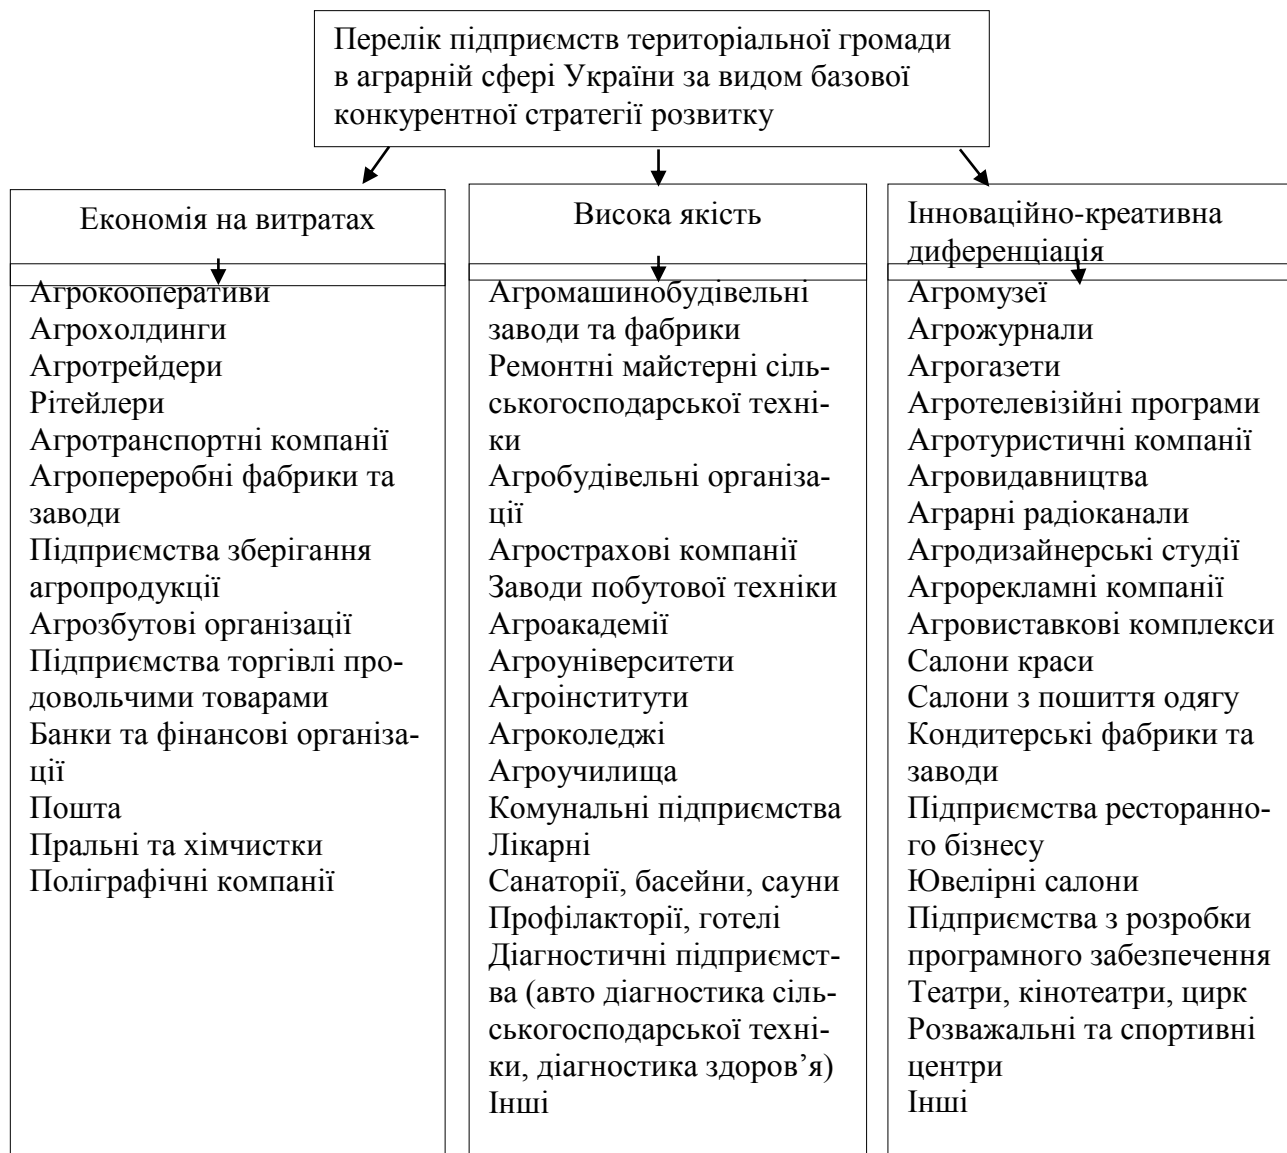 Перелік підприємств територіальної громади
в аграрній сфері України за видом базової
конкурентної стратегії розвитку
Економія на витратах
Агрокооперативи
Агрохолдинги
Агротрейдери
Рітейлери
Агротранспортні компанії
Агропереробні фабрики та
заводи
Підприємства зберігання
агропродукції
Агрозбутові організації
Підприємства торгівлі про-
довольчими товарами
Банки та фінансові організа-
ції
Пошта
Пральні та хімчистки
Поліграфічні компанії
Висока якість
Агромашинобудівельні
заводи та фабрики
Ремонтні майстерні сіль-
ськогосподарської техні-
ки
Агробудівельні організа-
ції
Агрострахові компанії
Заводи побутової техніки
Агроакадемії
Агроуніверситети
Агроінститути
Агроколеджі
Агроучилища
Комунальні підприємства
Лікарні
Санаторії, басейни, сауни
Профілакторії, готелі
Діагностичні підприємст-
ва (авто діагностика сіль-
ськогосподарської техні-
ки, діагностика здоров’я)
Інші
Інноваційно-креативна
диференціація
Агромузеї
Агрожурнали
Агрогазети
Агротелевізійні програми
Агротуристичні компанії
Агровидавництва
Аграрні радіоканали
Агродизайнерські студії
Агрорекламні компанії
Агровиставкові комплекси
Салони краси
Салони з пошиття одягу
Кондитерські фабрики та
заводи
Підприємства ресторанно-
го бізнесу
Ювелірні салони
Підприємства з розробки
програмного забезпечення
Театри, кінотеатри, цирк
Розважальні та спортивні
центри
Інші